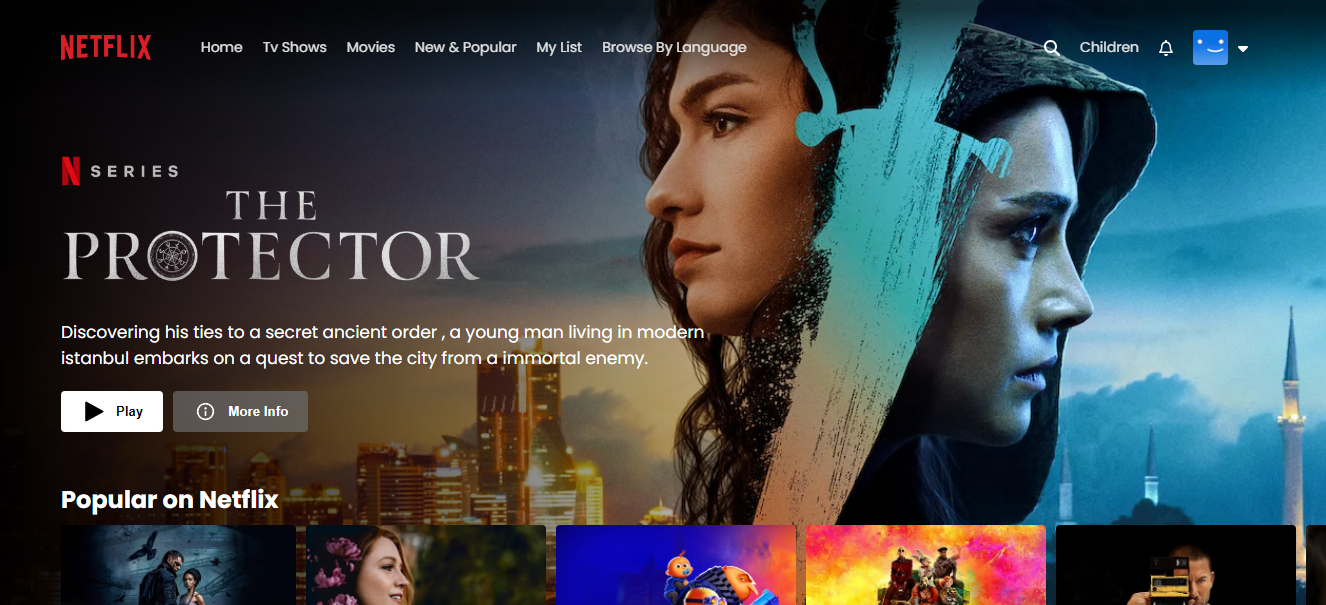 NETFLIX Home Tv Shows Movies New & Popular My List Browse By Language Children
N SERIES
THE
PROTECTOR
Discovering his ties to a secret ancient order , a young man living in modern
istanbul embarks on a quest to save the city from a immortal enemy.
Play More Info
Popular on Netflix